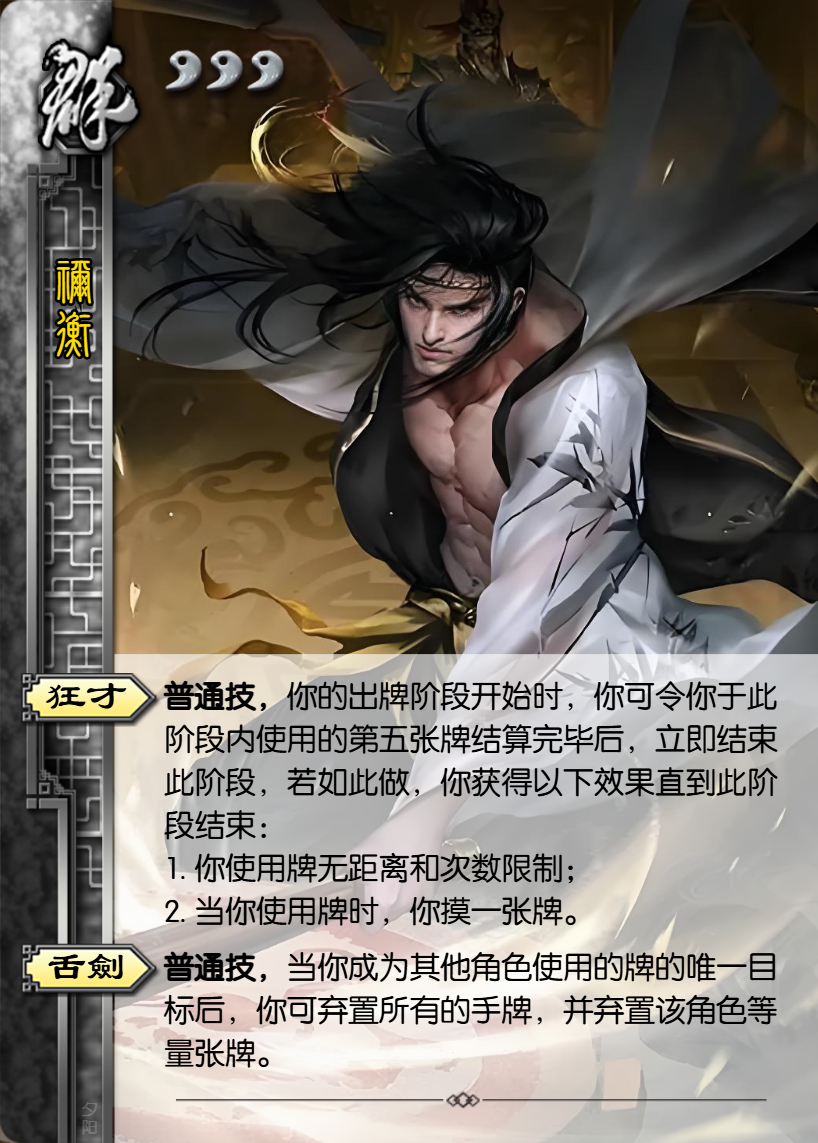 群
禰衡
狂才
普通技，你的出牌阶段开始时，你可令你于此
阶段内使用的第五张牌结算完毕后，立即结束
此阶段，若如此做，你获得以下效果直到此阶
段结束：
1. 你使用牌无距离和次数限制；
2. 当你使用牌时，你摸一张牌。
舌劍
普通技，当你成为其他角色使用的牌的唯一目
标后，你可弃置所有的手牌，并弃置该角色等
量张牌。
夕阳